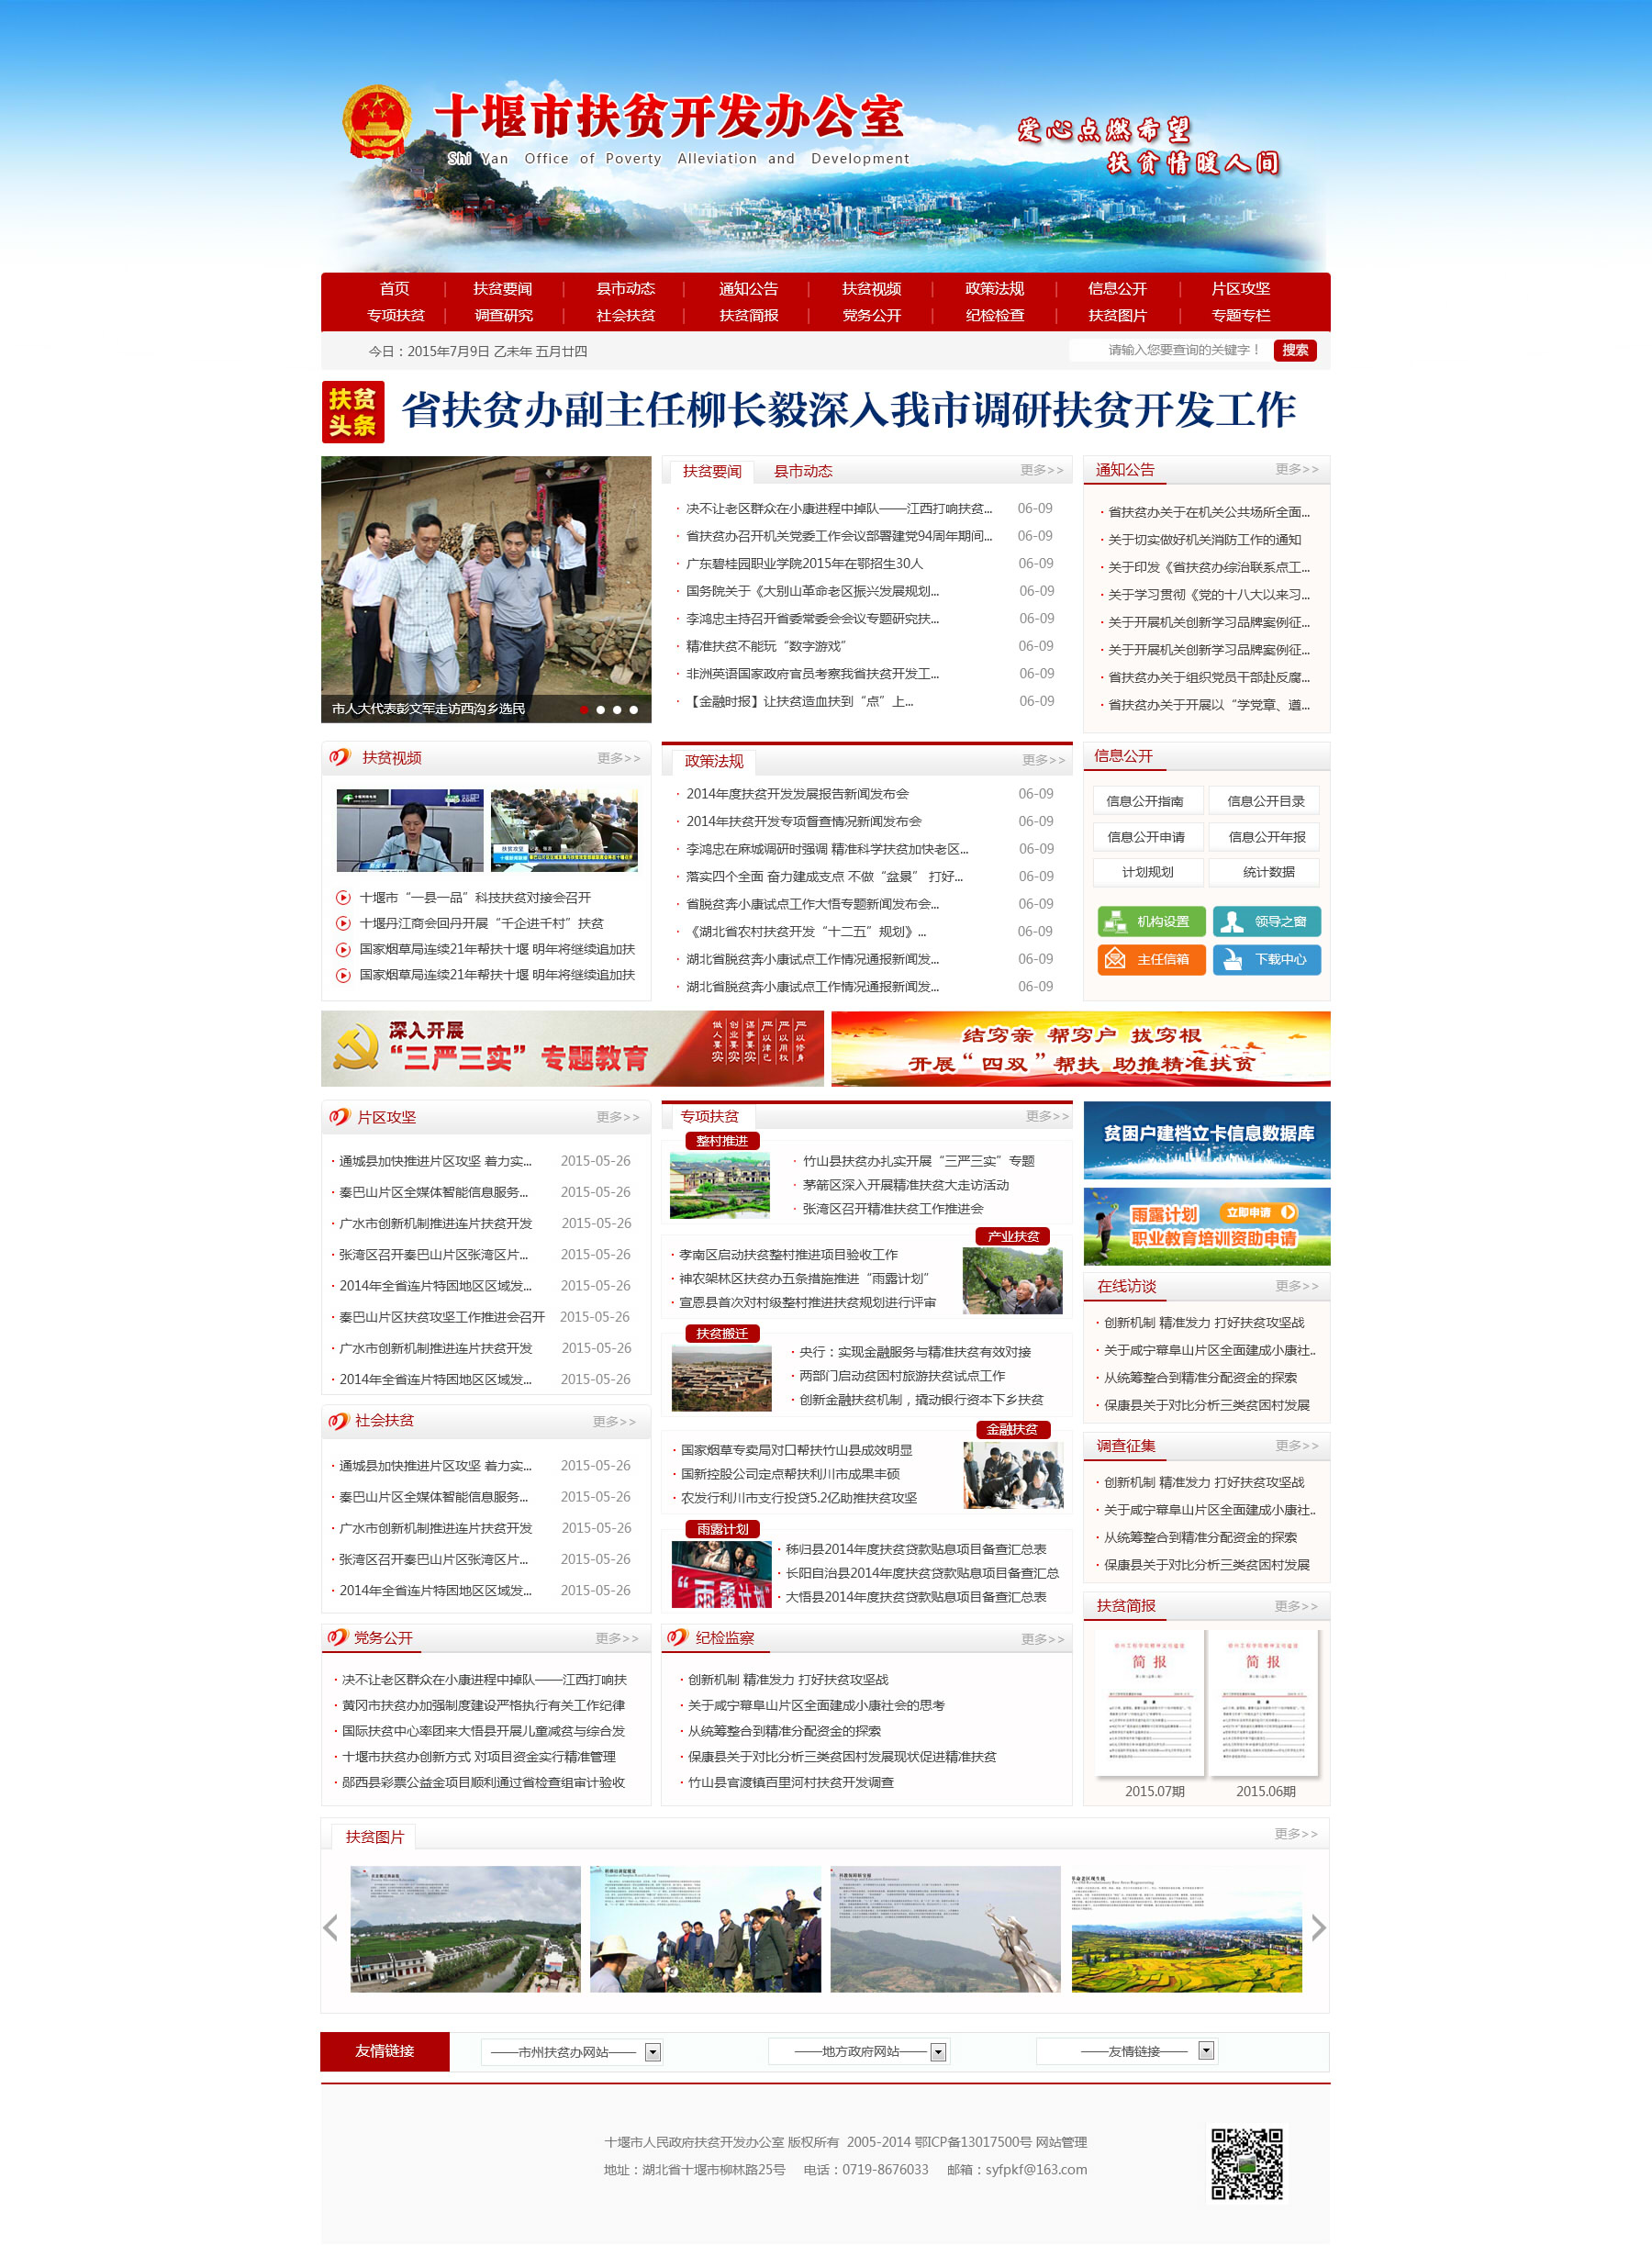 十堰市扶贫开发办公室
Shi Yan Office of Poverty Alleviation and Development
爱心点燃希望
扶贫情暖人间
首页 扶贫要闻 县市动态 通知公告 扶贫视频 政策法规 信息公开 片区攻坚
专项扶贫 调查研究 社会扶贫 扶贫简报 党务公开 纪检检查 扶贫图片 专题专栏
今日：2015年7月9日 乙未年 五月廿四
请输入您要查询的关键字！ 搜索
扶贫头条
省扶贫办副主任柳长毅深入我市调研扶贫开发工作
市人大代表彭文军走访西沟乡选民
扶贫要闻 县市动态 更多>>
决不让老区群众在小康进程中掉队——江西打响扶贫... 06-09
省扶贫办召开机关党委工作会议部署建党94周年期间... 06-09
广东碧桂园职业学院2015年在鄂招生30人 06-09
国务院关于《大别山革命老区振兴发展规划... 06-09
李鸿忠主持召开省委常委会会议专题研究扶... 06-09
精准扶贫不能玩“数字游戏” 06-09
非洲英语国家政府官员考察我省扶贫开发工... 06-09
【金融时报】让扶贫造血扶到“点”上... 06-09
通知公告 更多>>
省扶贫办关于在机关公共场所全面...
关于切实做好机关消防工作的通知
关于印发《省扶贫办综治联系点工...
关于学习贯彻《党的十八大以来习...
关于开展机关创新学习品牌案例征...
关于开展机关创新学习品牌案例征...
省扶贫办关于组织党员干部赴反腐...
省扶贫办关于开展以“学党章、遵...
扶贫视频 更多>>
十堰市“一县一品”科技扶贫对接会召开
十堰丹江商会回丹开展“千企进千村”扶贫
国家烟草局连续21年帮扶十堰 明年将继续追加扶
国家烟草局连续21年帮扶十堰 明年将继续追加扶
政策法规 更多>>
2014年度扶贫开发发展报告新闻发布会 06-09
2014年扶贫开发专项督查情况新闻发布会 06-09
李鸿忠在麻城调研时强调 精准科学扶贫加快老区... 06-09
落实四个全面 奋力建成支点 不做“盆景” 打好... 06-09
省脱贫奔小康试点工作大悟专题新闻发布会... 06-09
《湖北省农村扶贫开发“十二五”规划》... 06-09
湖北省脱贫奔小康试点工作情况通报新闻发... 06-09
湖北省脱贫奔小康试点工作情况通报新闻发... 06-09
信息公开
信息公开指南 信息公开目录
信息公开申请 信息公开年报
计划规划 统计数据
机构设置 领导之窗
主任信箱 下载中心
深入开展
“三严三实”专题教育
严以修身
严以用权
严以律己
谋事要实
创业要实
做人要实
结穷亲 帮穷户 拔穷根
开展“四双”帮扶 助推精准扶贫
片区攻坚 更多>>
通城县加快推进片区攻坚 着力实... 2015-05-26
秦巴山片区全媒体智能信息服务... 2015-05-26
广水市创新机制推进连片扶贫开发 2015-05-26
张湾区召开秦巴山片区张湾区片... 2015-05-26
2014年全省连片特困地区区域发... 2015-05-26
秦巴山片区扶贫攻坚工作推进会召开 2015-05-26
广水市创新机制推进连片扶贫开发 2015-05-26
2014年全省连片特困地区区域发... 2015-05-26
专项扶贫 更多>>
整村推进
竹山县扶贫办扎实开展“三严三实”专题
茅箭区深入开展精准扶贫大走访活动
张湾区召开精准扶贫工作推进会
产业扶贫
孝南区启动扶贫整村推进项目验收工作
神农架林区扶贫办五条措施推进“雨露计划”
宣恩县首次对村级整村推进扶贫规划进行评审
扶贫搬迁
央行：实现金融服务与精准扶贫有效对接
两部门启动贫困村旅游扶贫试点工作
创新金融扶贫机制，撬动银行资本下乡扶贫
金融扶贫
国家烟草专卖局对口帮扶竹山县成效明显
国新控股公司定点帮扶利川市成果丰硕
农发行利川市支行投贷5.2亿助推扶贫攻坚
雨露计划
“雨露计划
秭归县2014年度扶贫贷款贴息项目备查汇总表
长阳自治县2014年度扶贫贷款贴息项目备查汇总
大悟县2014年度扶贫贷款贴息项目备查汇总表
贫困户建档立卡信息数据库
雨露计划 立即申请
职业教育培训资助申请
在线访谈 更多>>
创新机制 精准发力 打好扶贫攻坚战
关于咸宁幕阜山片区全面建成小康社..
从统筹整合到精准分配资金的探索
保康县关于对比分析三类贫困村发展
社会扶贫 更多>>
通城县加快推进片区攻坚 着力实... 2015-05-26
秦巴山片区全媒体智能信息服务... 2015-05-26
广水市创新机制推进连片扶贫开发 2015-05-26
张湾区召开秦巴山片区张湾区片... 2015-05-26
2014年全省连片特困地区区域发... 2015-05-26
调查征集 更多>>
创新机制 精准发力 打好扶贫攻坚战
关于咸宁幕阜山片区全面建成小康社..
从统筹整合到精准分配资金的探索
保康县关于对比分析三类贫困村发展
党务公开 更多>>
决不让老区群众在小康进程中掉队——江西打响扶
黄冈市扶贫办加强制度建设严格执行有关工作纪律
国际扶贫中心率团来大悟县开展儿童减贫与综合发
十堰市扶贫办创新方式 对项目资金实行精准管理
郧西县彩票公益金项目顺利通过省检查组审计验收
纪检监察 更多>>
创新机制 精准发力 打好扶贫攻坚战
关于咸宁幕阜山片区全面建成小康社会的思考
从统筹整合到精准分配资金的探索
保康县关于对比分析三类贫困村发展现状促进精准扶贫
竹山县官渡镇百里河村扶贫开发调查
扶贫简报 更多>>
简报 简报
2015.07期 2015.06期
扶贫图片 更多>>
友情链接 ——市州扶贫办网站—— ——地方政府网站—— ——友情链接——
十堰市人民政府扶贫开发办公室 版权所有 2005-2014 鄂ICP备13017500号 网站管理
地址：湖北省十堰市柳林路25号 电话：0719-8676033 邮箱：syfpkf@163.com